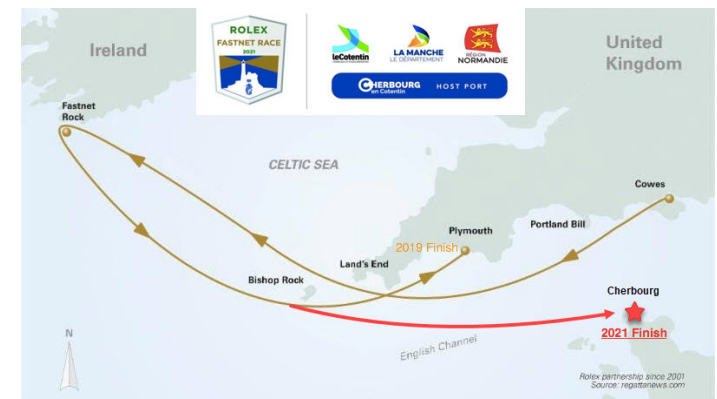 ROLEX
FASTNET RACE
2021
leCotentin
LA MANCHE
LE DÉPARTEMENT
RÉGION
NORMANDIE
CHERBOURG
en Cotentin
HOST PORT
Ireland
United
Kingdom
Fastnet
Rock
CELTIC SEA
Cowes
Portland Bill
Plymouth
2019 Finish
Land's End
Bishop Rock
Cherbourg
2021 Finish
N
English Channel
Rolex partnership since 2001
Source: regattanews.com